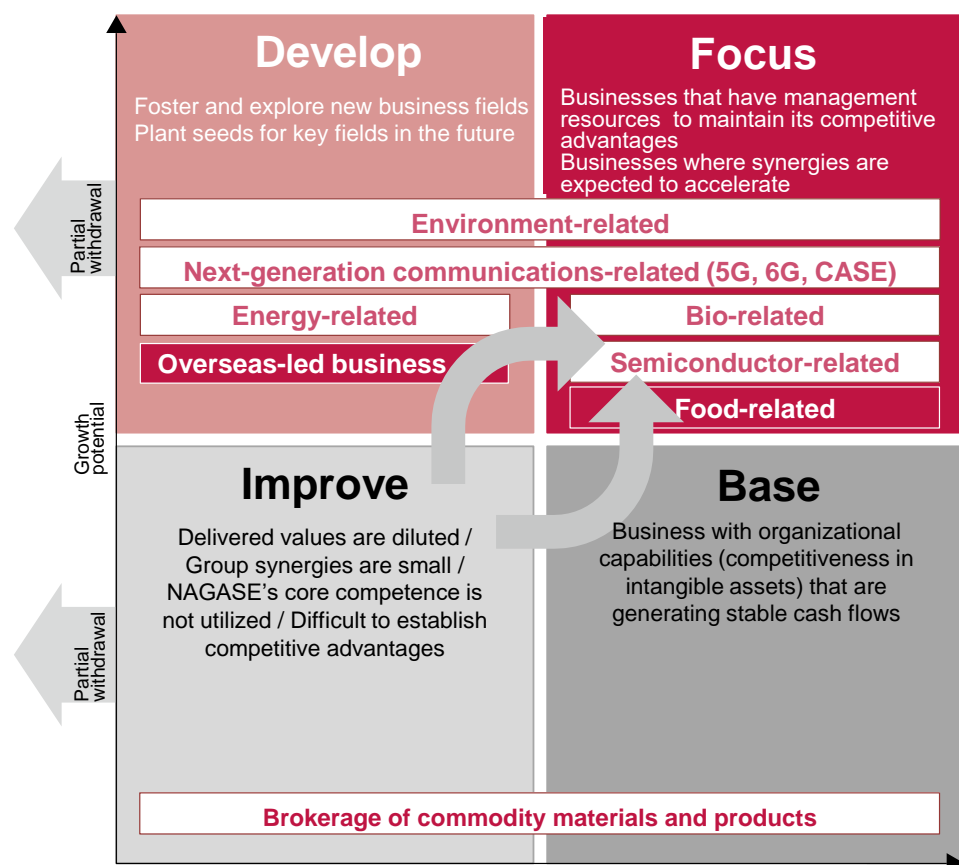 Develop
Foster and explore new business fields
Plant seeds for key fields in the future
Focus
Businesses that have management
resources to maintain its competitive
advantages
Businesses where synergies are
expected to accelerate
Partial
withdrawal
Environment-related
Next-generation communications-related (5G, 6G, CASE)
Energy-related
Bio-related
Overseas-led business
Semiconductor-related
Food-related
Growth
potential
Improve
Delivered values are diluted /
Group synergies are small /
NAGASE's core competence is
not utilized / Difficult to establish
competitive advantages
Base
Business with organizational
capabilities (competitiveness in
intangible assets) that are
generating stable cash flows
Partial
withdrawal
Brokerage of commodity materials and products